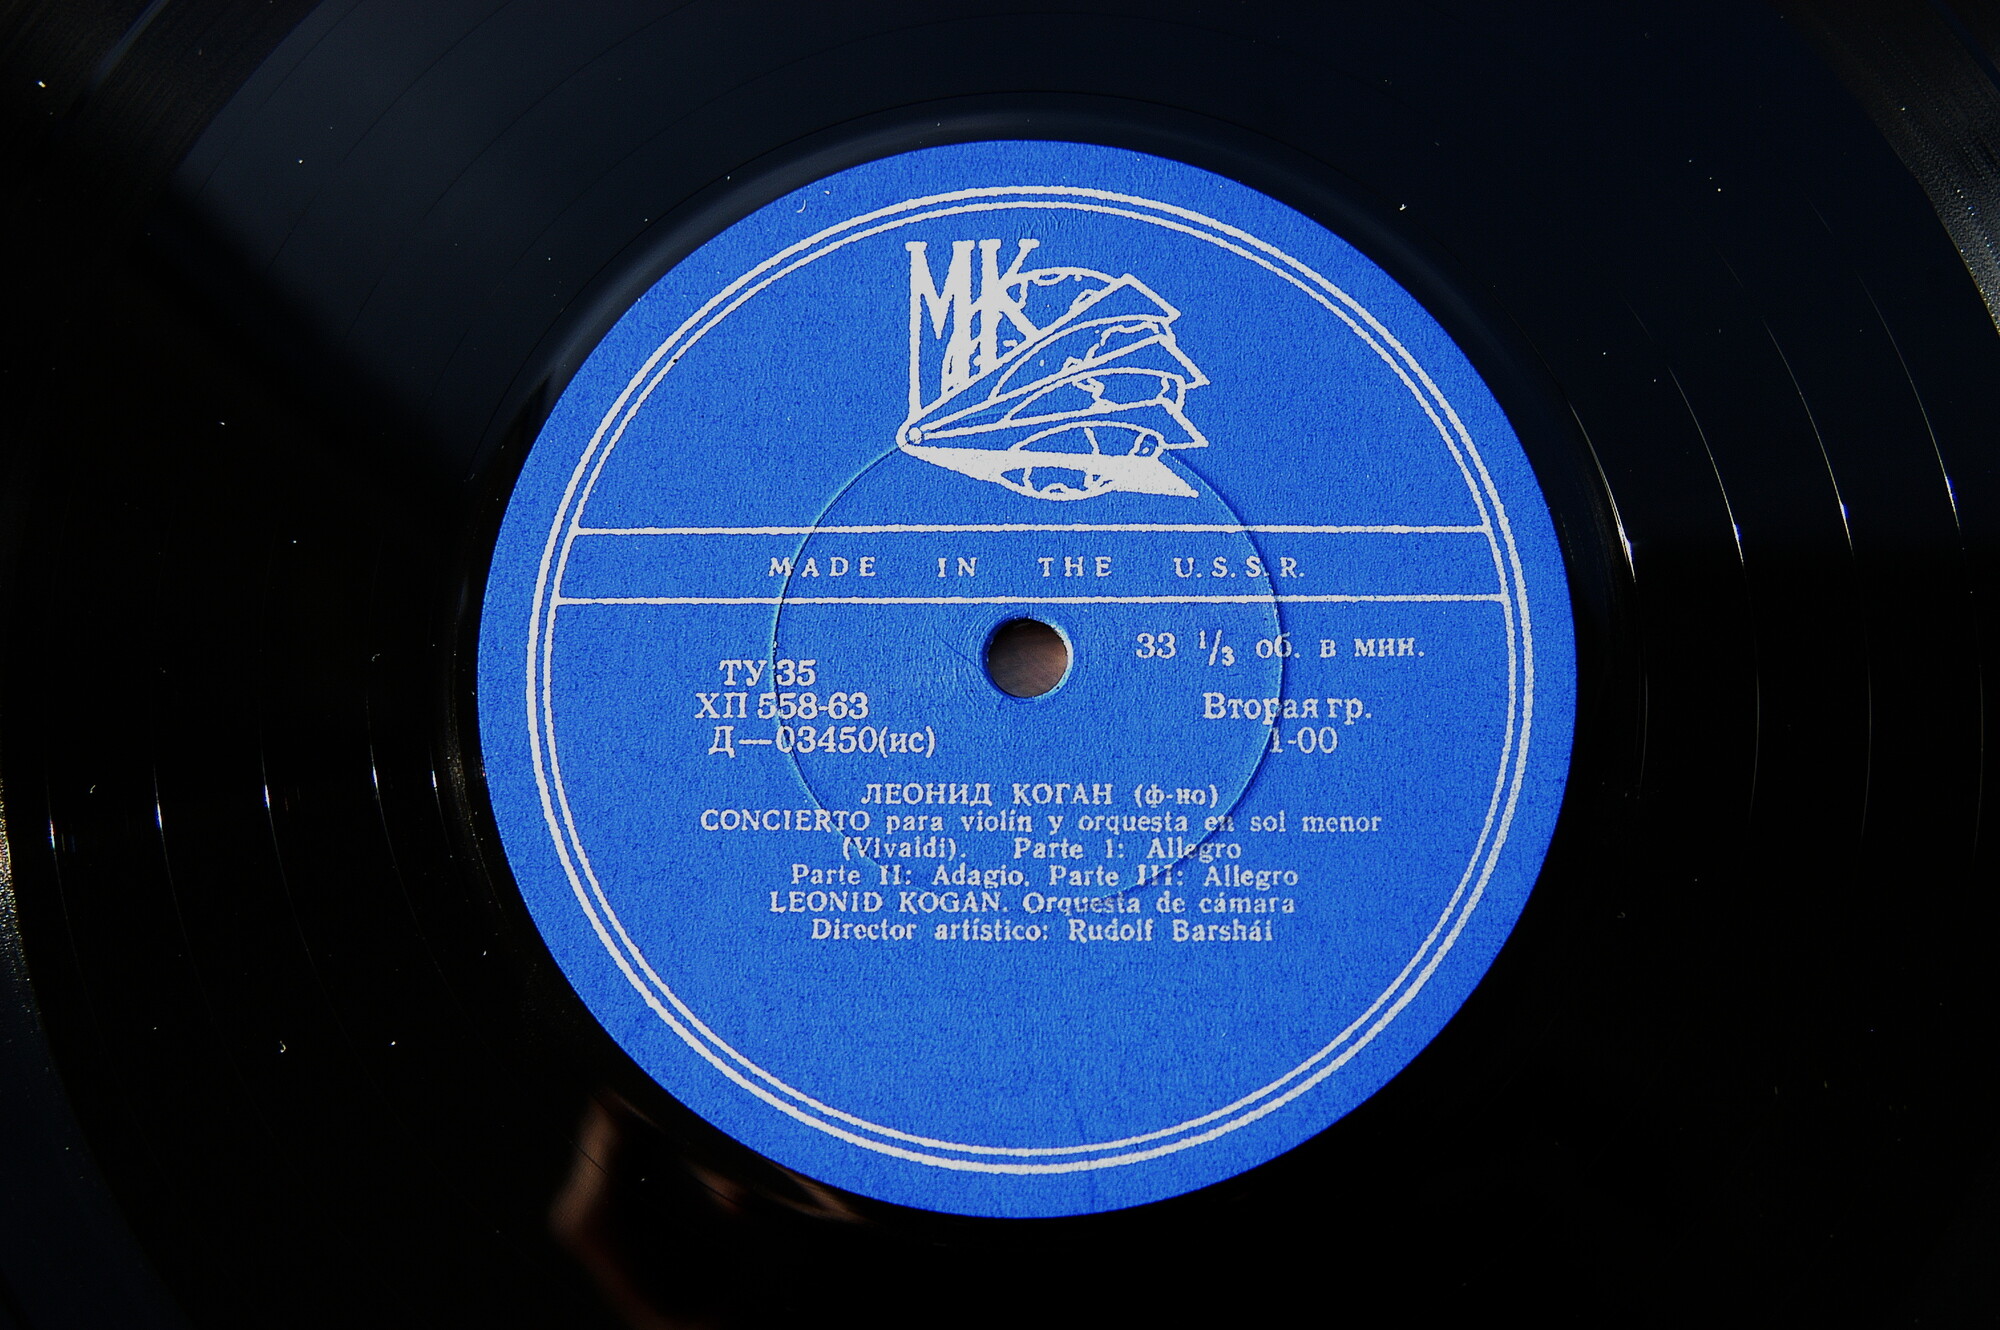 МК
MADE IN THE U.S.S.R.
33 1/3 об. в мин.
ТУ 35
ХП 558-63
Д—03450(ис)
Вторая гр.
1-00
ЛЕОНИД КОГАН (ф-но)
CONCIERTO para violín y orquesta en sol menor
(Vivaldi). Parte I: Allegro
Parte II: Adagio. Parte III: Allegro
LEONID KOGAN. Orquesta de cámara
Director artístico: Rudolf Barshái